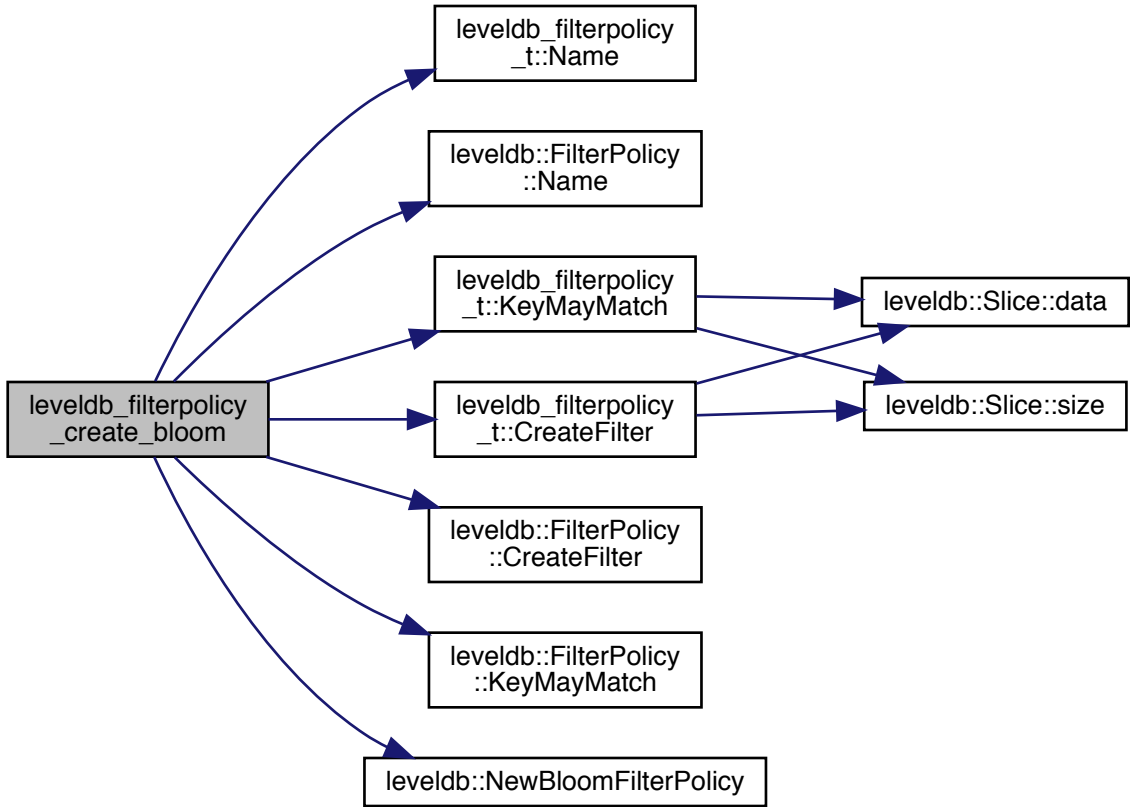 leveldb_filterpolicy
_t::Name
leveldb::FilterPolicy
::Name
leveldb_filterpolicy
_t::KeyMayMatch
leveldb::Slice::data
leveldb_filterpolicy
_create_bloom
leveldb_filterpolicy
_t::CreateFilter
leveldb::Slice::size
leveldb::FilterPolicy
::CreateFilter
leveldb::FilterPolicy
::KeyMayMatch
leveldb::NewBloomFilterPolicy